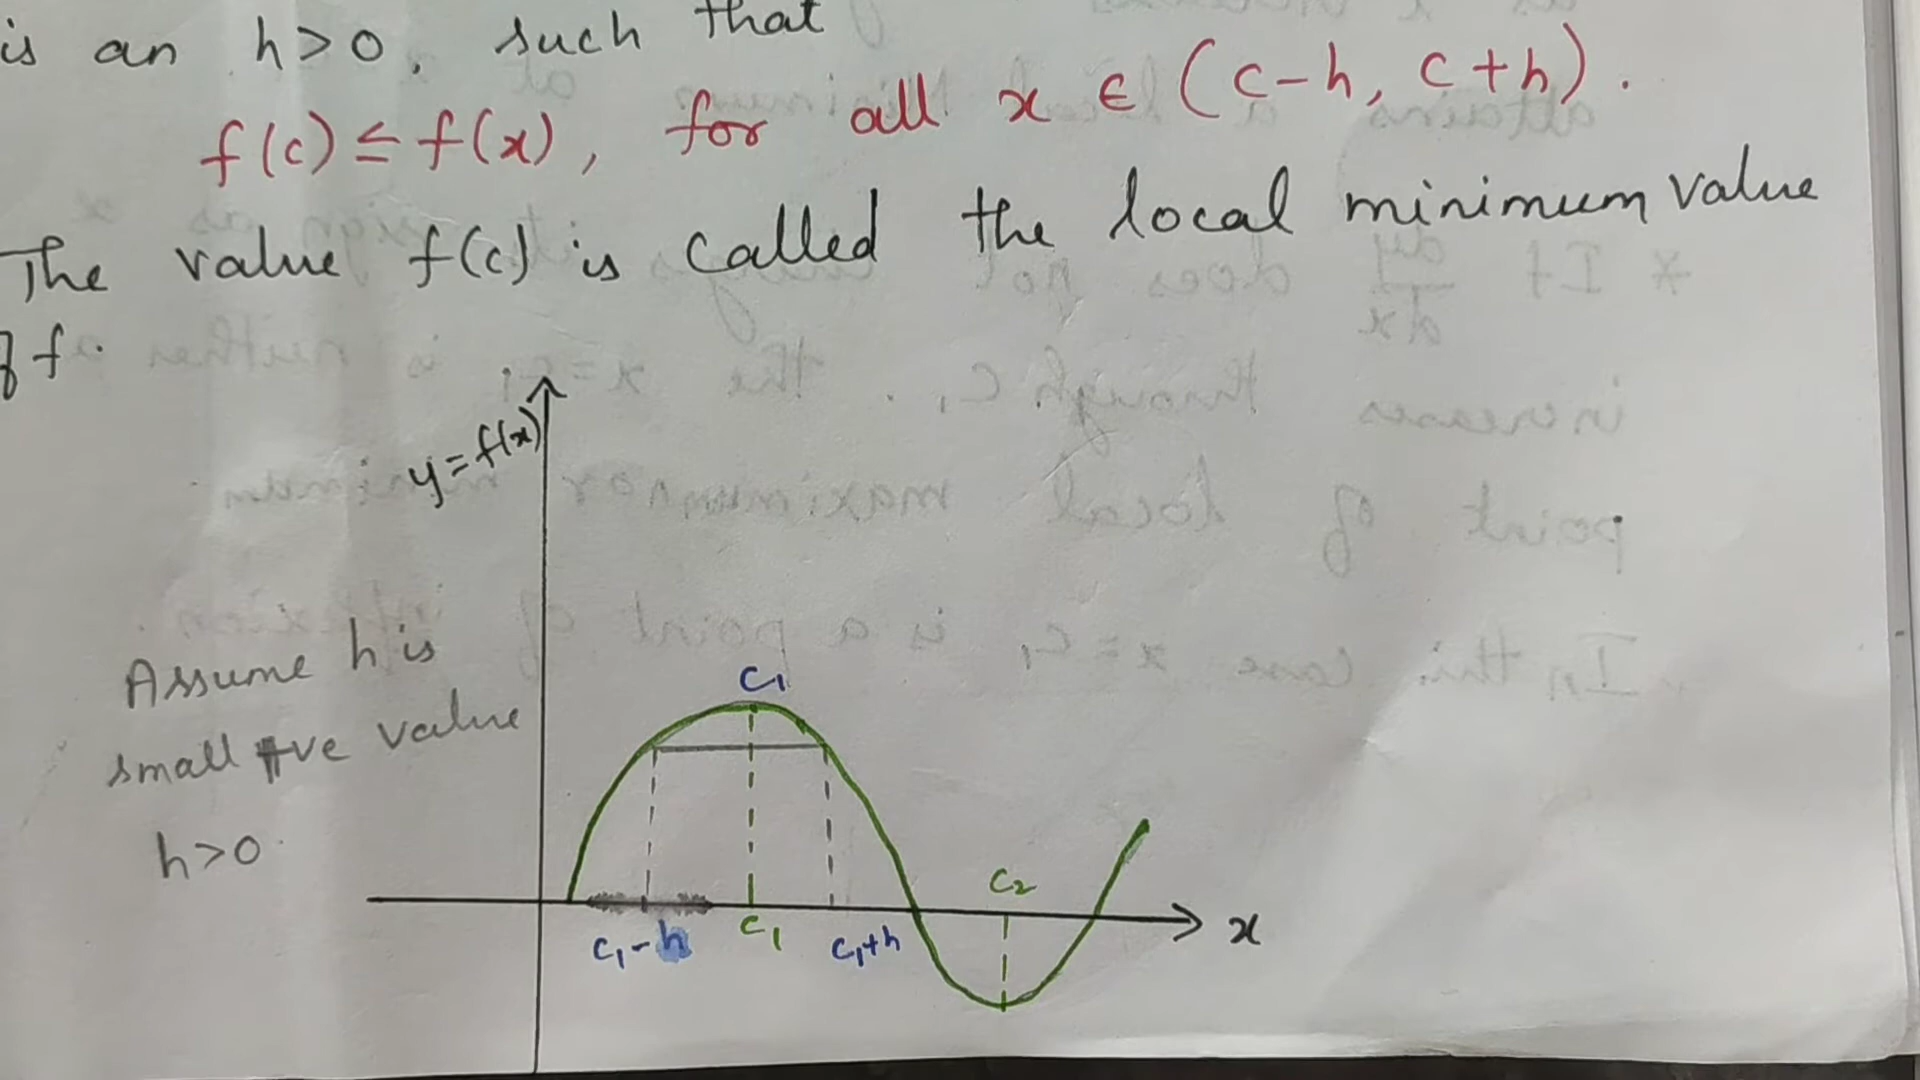 is an h>0, such that
f(c) ≤ f(x), for all x ∈ (c-h, c+h).
The value f(c) is called the local minimum value
of f.
y=f(x)
Assume h is
small +ve value
h>0
C₁
C₂
C₁-h C₁ C₁+h
x